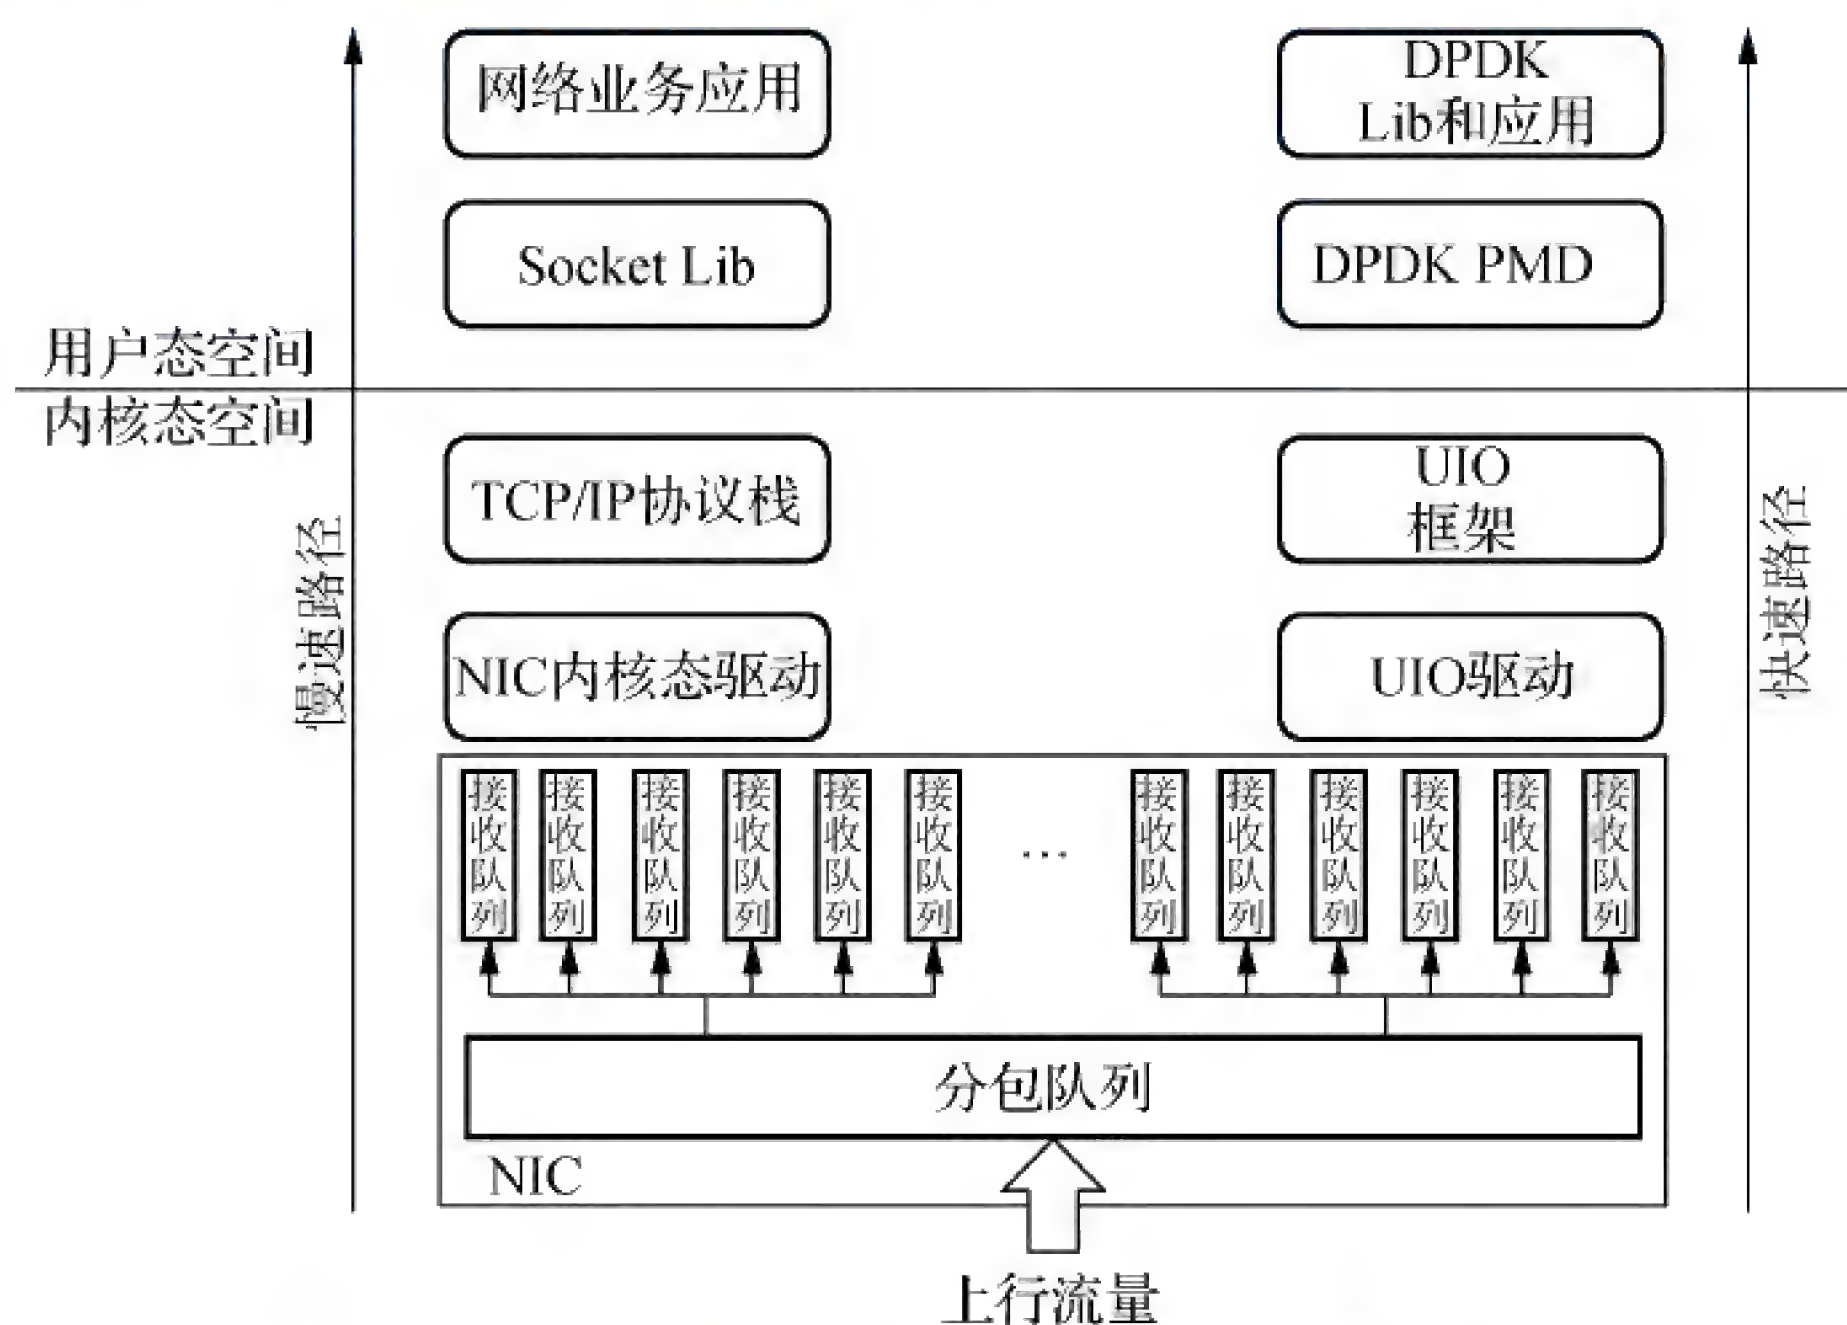 网络业务应用
DPDK
Lib和应用
Socket Lib
DPDK PMD
用户态空间
内核态空间
TCP/IP协议栈
UIO
框架
慢速路径
快速路径
NIC内核态驱动
UIO驱动
接收队列
接收队列
接收队列
接收队列
接收队列
接收队列
…
接收队列
接收队列
接收队列
接收队列
接收队列
接收队列
分包队列
NIC
上行流量